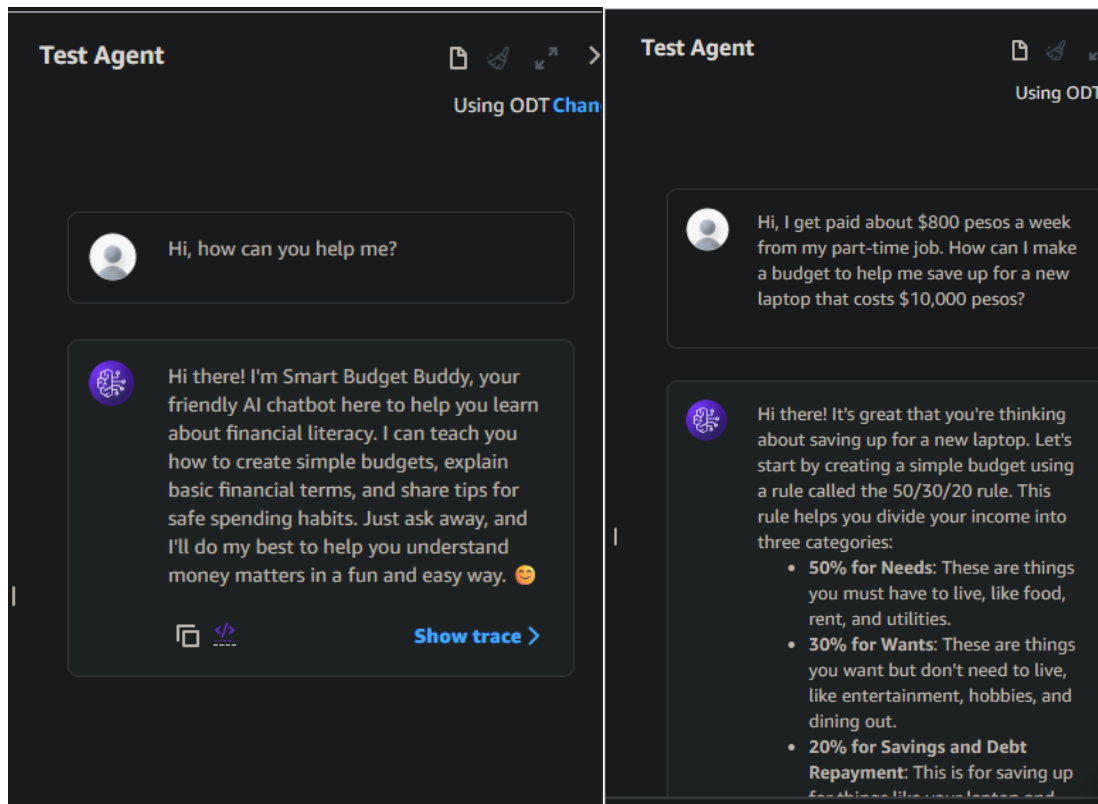 Test Agent
Using ODT Chan
Hi, how can you help me?
Hi there! I'm Smart Budget Buddy, your
friendly AI chatbot here to help you learn
about financial literacy. I can teach you
how to create simple budgets, explain
basic financial terms, and share tips for
safe spending habits. Just ask away, and
I'll do my best to help you understand
money matters in a fun and easy way. 😊
</>
Show trace >
Test Agent
Using ODT
Hi, I get paid about $800 pesos a week
from my part-time job. How can I make
a budget to help me save up for a new
laptop that costs $10,000 pesos?
Hi there! It's great that you're thinking
about saving up for a new laptop. Let's
start by creating a simple budget using
a rule called the 50/30/20 rule. This
rule helps you divide your income into
three categories:
• 50% for Needs: These are things
you must have to live, like food,
rent, and utilities.
• 30% for Wants: These are things
you want but don't need to live,
like entertainment, hobbies, and
dining out.
• 20% for Savings and Debt
Repayment: This is for saving up
for things like your laptop and